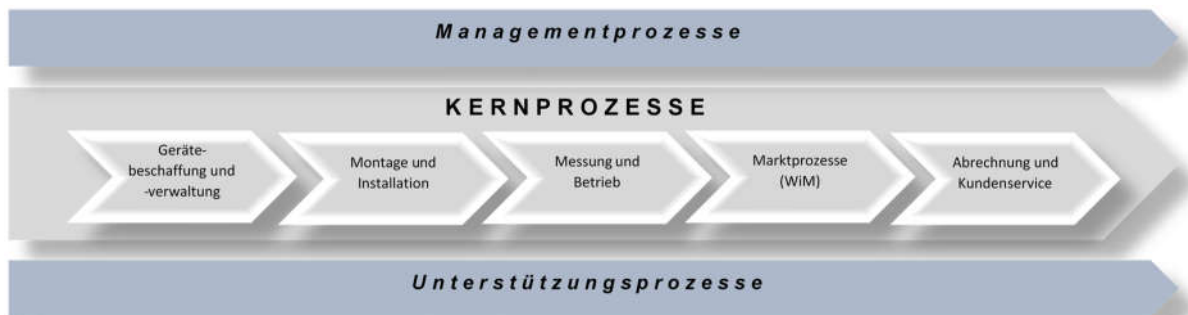 Managementprozesse
KERNPROZESSE
Geräte-
beschaffung und
-verwaltung
Montage und
Installation
Messung und
Betrieb
Marktprozesse
(WiM)
Abrechnung und
Kundenservice
Unterstützungsprozesse